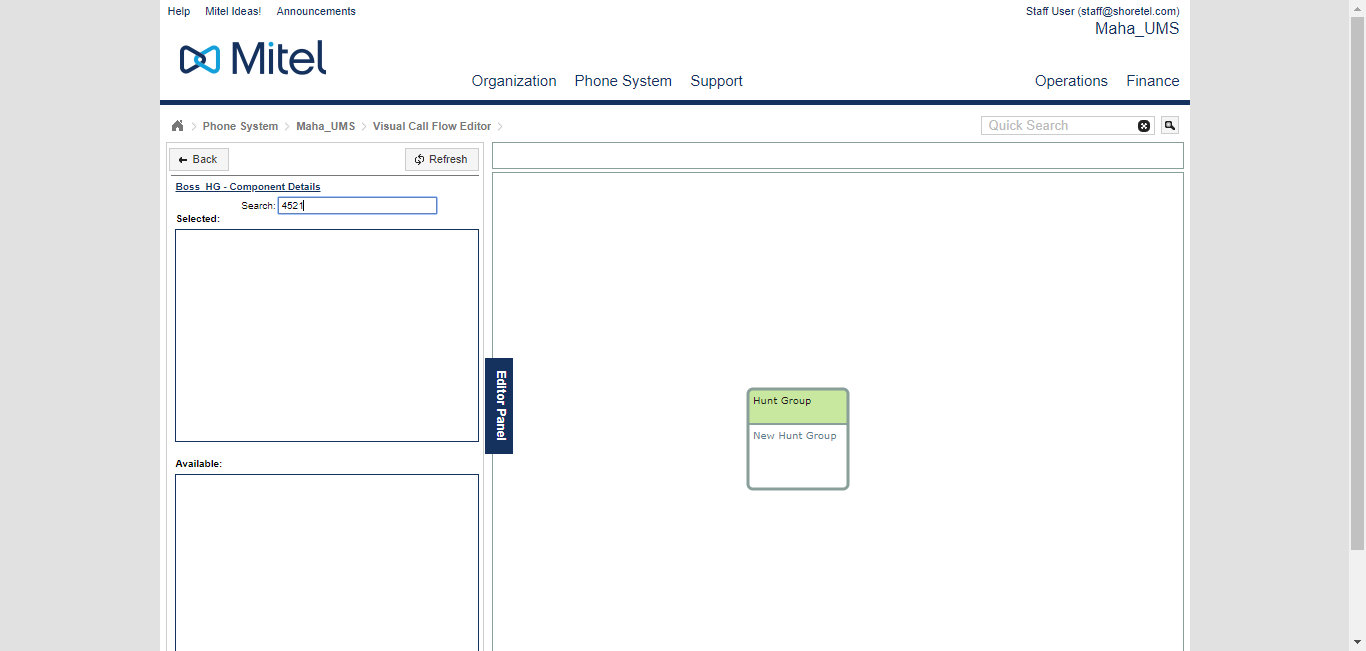 Help Mitel Ideas! Announcements Staff User (staff@shoretel.com)
Maha_UMS
Mitel
Organization Phone System Support Operations Finance
Phone System Maha_UMS Visual Call Flow Editor Quick Search
Back Refresh
Boss_HG - Component Details
Search: 4521
Selected:
Editor Panel
Hunt Group
New Hunt Group
Available: